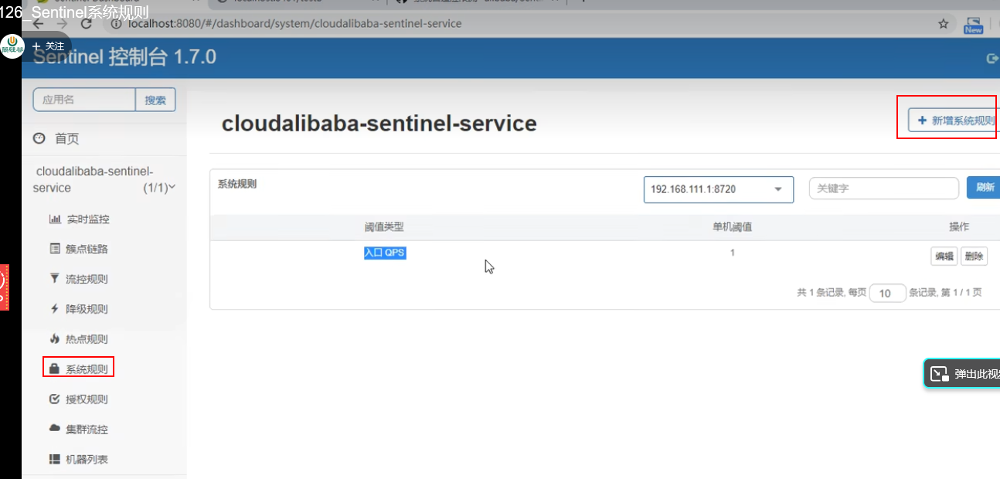 126_Sentinel系统规则
localhost:8080/#/dashboard/system/cloudalibaba-sentinel-service
New
+ 关注
Sentinel 控制台 1.7.0
应用名 搜索
cloudalibaba-sentinel-service
+ 新增系统规则
首页
cloudalibaba-sentinel-
service (1/1)
系统规则 192.168.111.1:8720 关键字 刷新
实时监控
阈值类型 单机阈值 操作
簇点链路
入口 QPS 1 编辑 删除
流控规则
共 1 条记录, 每页 10 条记录, 第 1 / 1 页
降级规则
热点规则
系统规则
弹出此视
授权规则
集群流控
机器列表